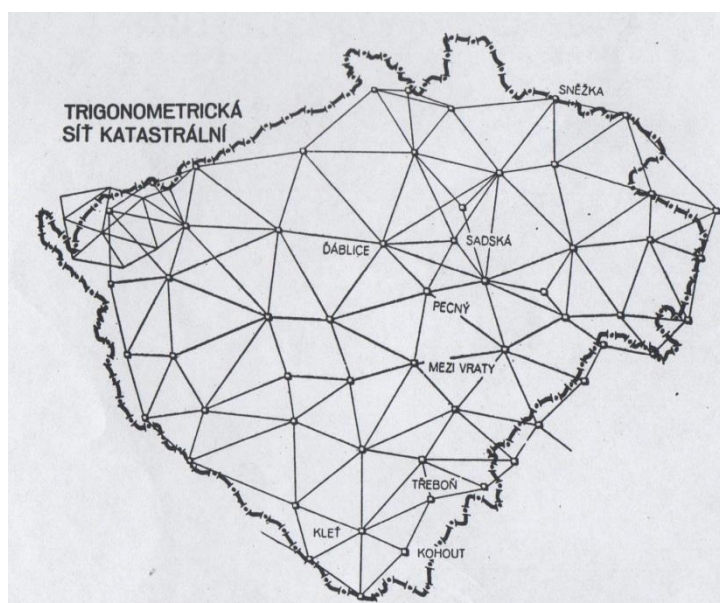 TRIGONOMETRICKÁ
SÍŤ KATASTRÁLNÍ
SNĚŽKA
ĎÁBLICE
SADSKÁ
PECNÝ
MEZI VRATY
TŘEBOŇ
KLEŤ
KOHOUT